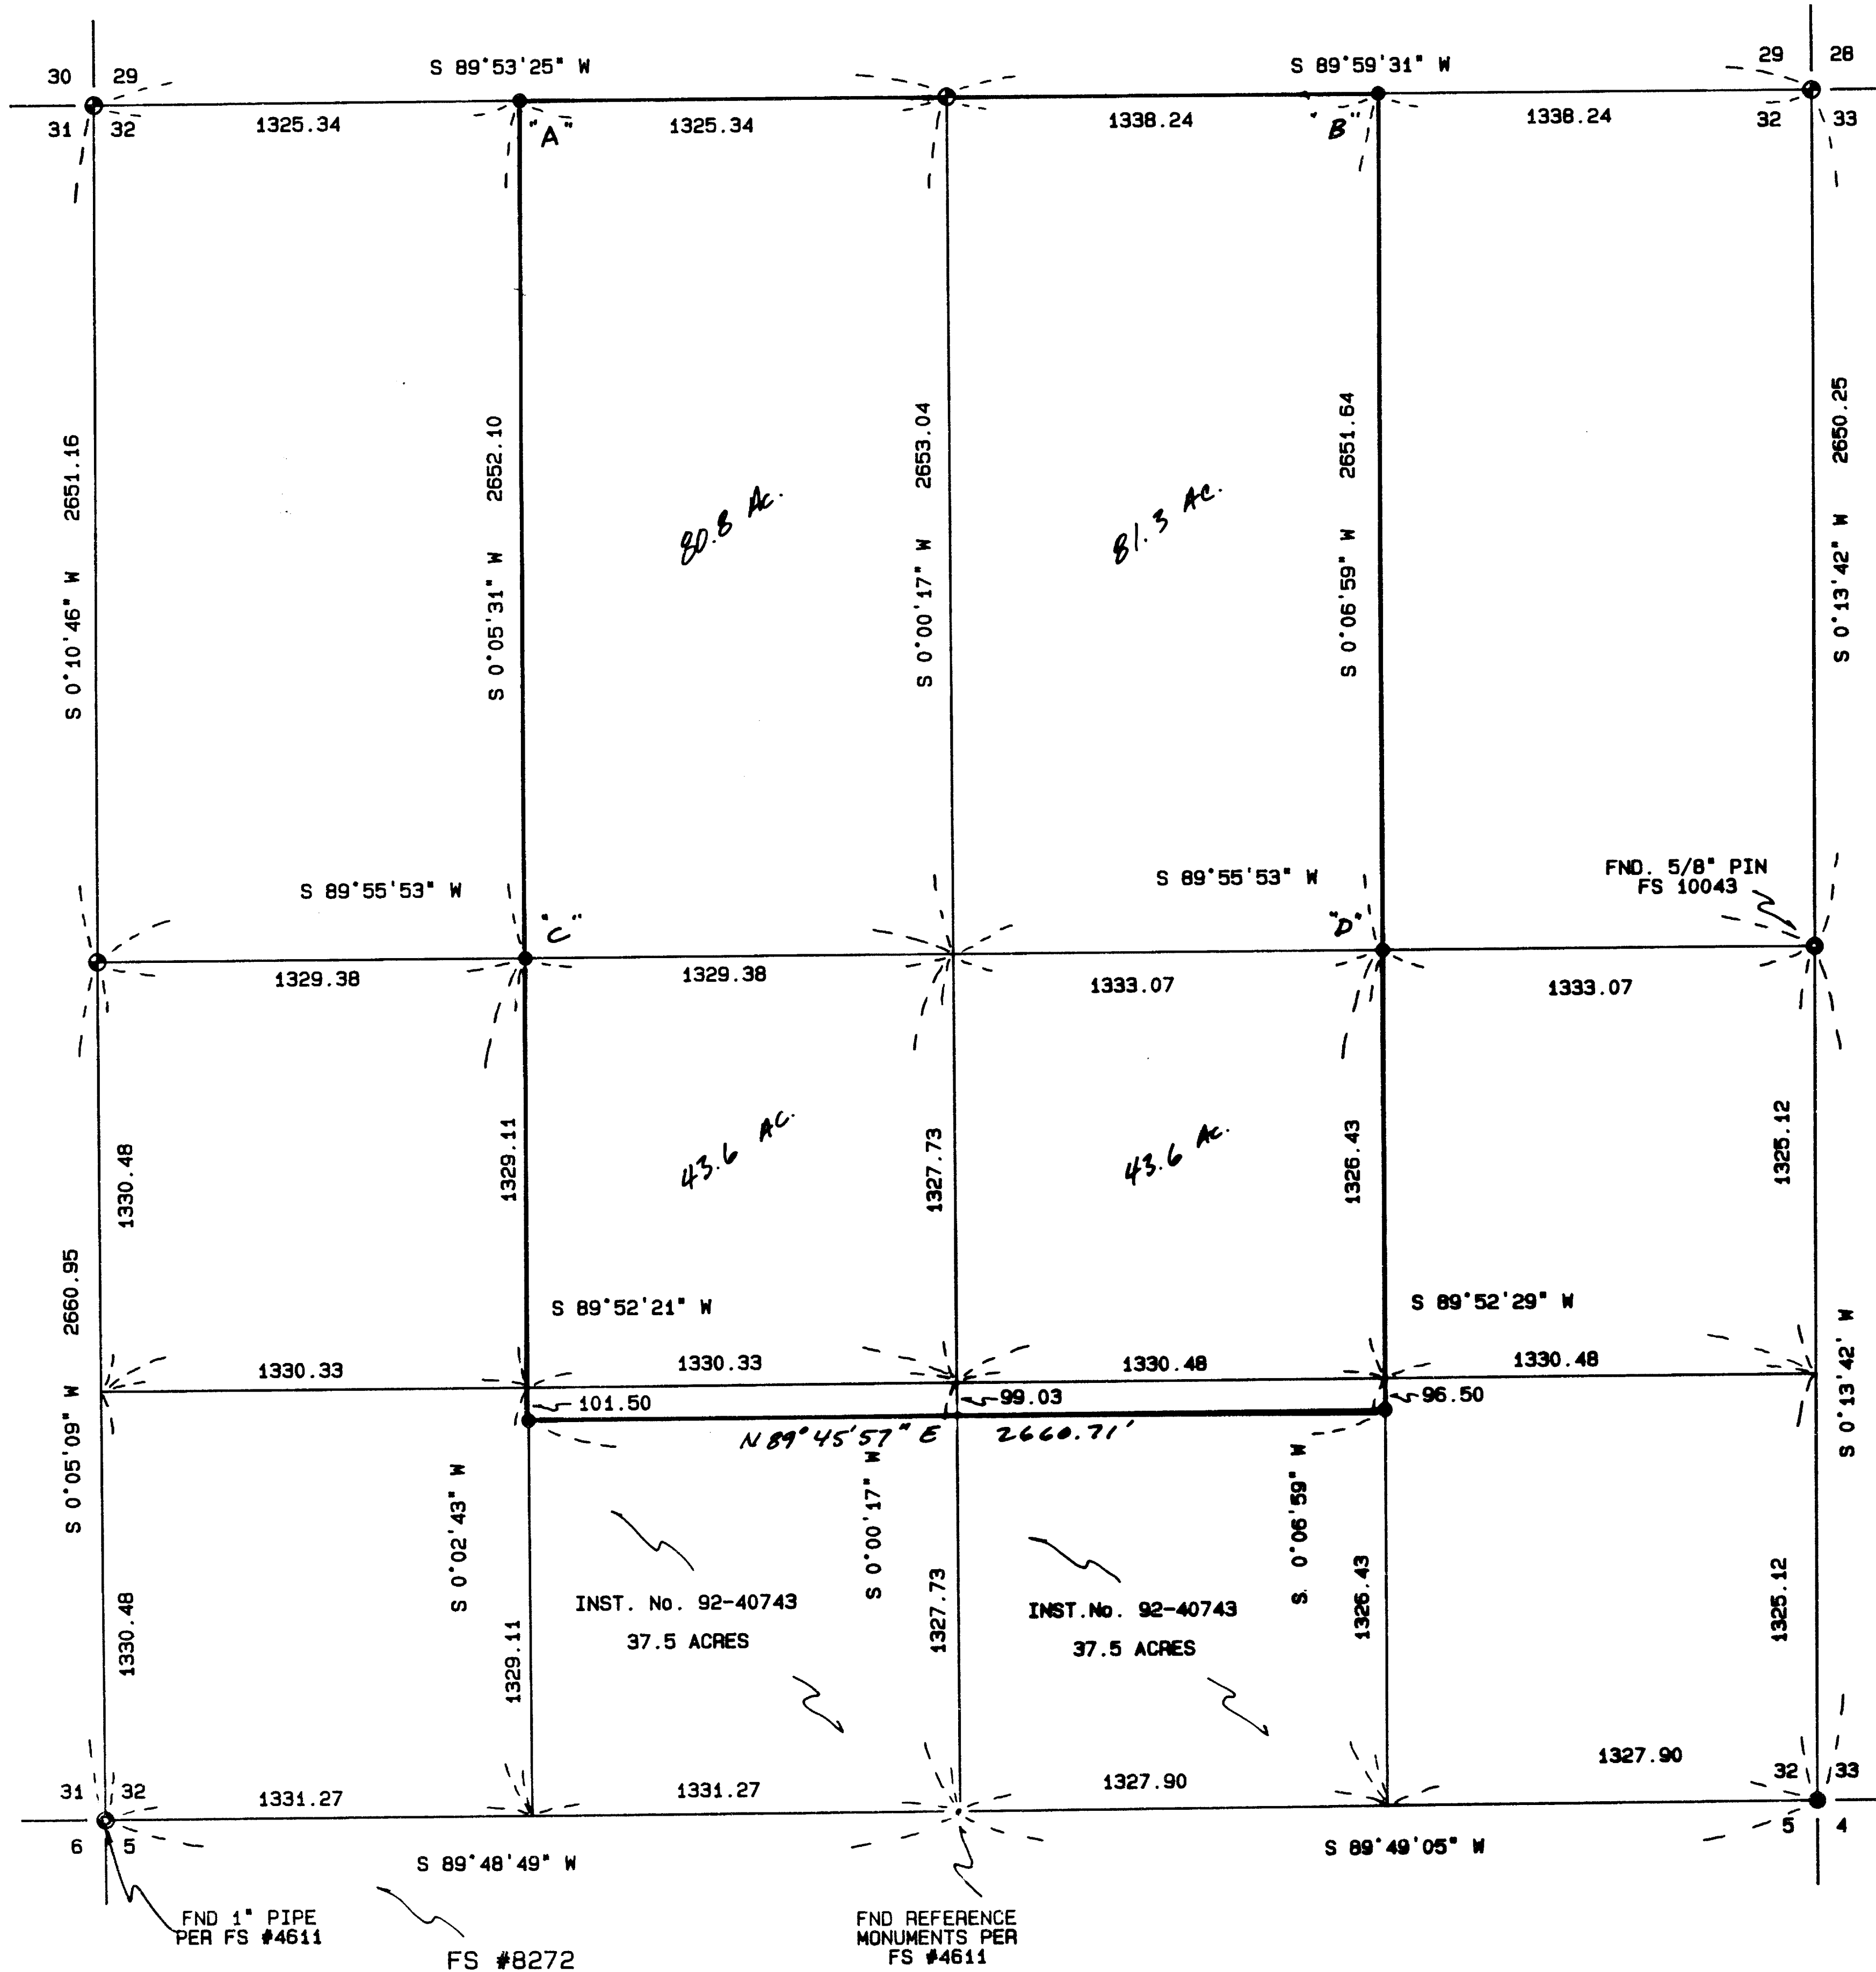 S 89°53'25" W
S 89°59'31" W
30 29
29 28
31 32
1325.34
"A"
1325.34
1338.24
"B"
1338.24
32 33
S 0°10'46" W 2651.16
S 0°05'31" W 2652.10
80.8 Ac.
S 0°00'17" W 2653.04
81.3 Ac.
S 0°06'59" W 2651.64
S 0°13'42" W 2650.25
S 89°55'53" W
"C"
S 89°55'53" W
"D"
FND. 5/8" PIN
FS 10043
1329.38
1329.38
1333.07
1333.07
1330.48
1329.11
43.6 Ac.
1327.73
43.6 Ac.
1326.43
1325.12
S 0°05'09" W 2660.95
S 89°52'21" W
S 89°52'29" W
S 0°13'42" W
1330.33
1330.33
1330.48
1330.48
101.50
99.03
96.50
N 89°45'57" E 2660.71'
S 0°02'43" W
S 0°00'17" W
S. 0°06'59" W
INST. No. 92-40743
37.5 ACRES
INST.No. 92-40743
37.5 ACRES
1330.48
1329.11
1327.73
1326.43
1325.12
31 32
1331.27
1331.27
1327.90
1327.90
32 33
6 5
5 4
S 89°48'49" W
S 89°49'05" W
FND 1" PIPE
PER FS #4611
FS #8272
FND REFERENCE
MONUMENTS PER
FS #4611